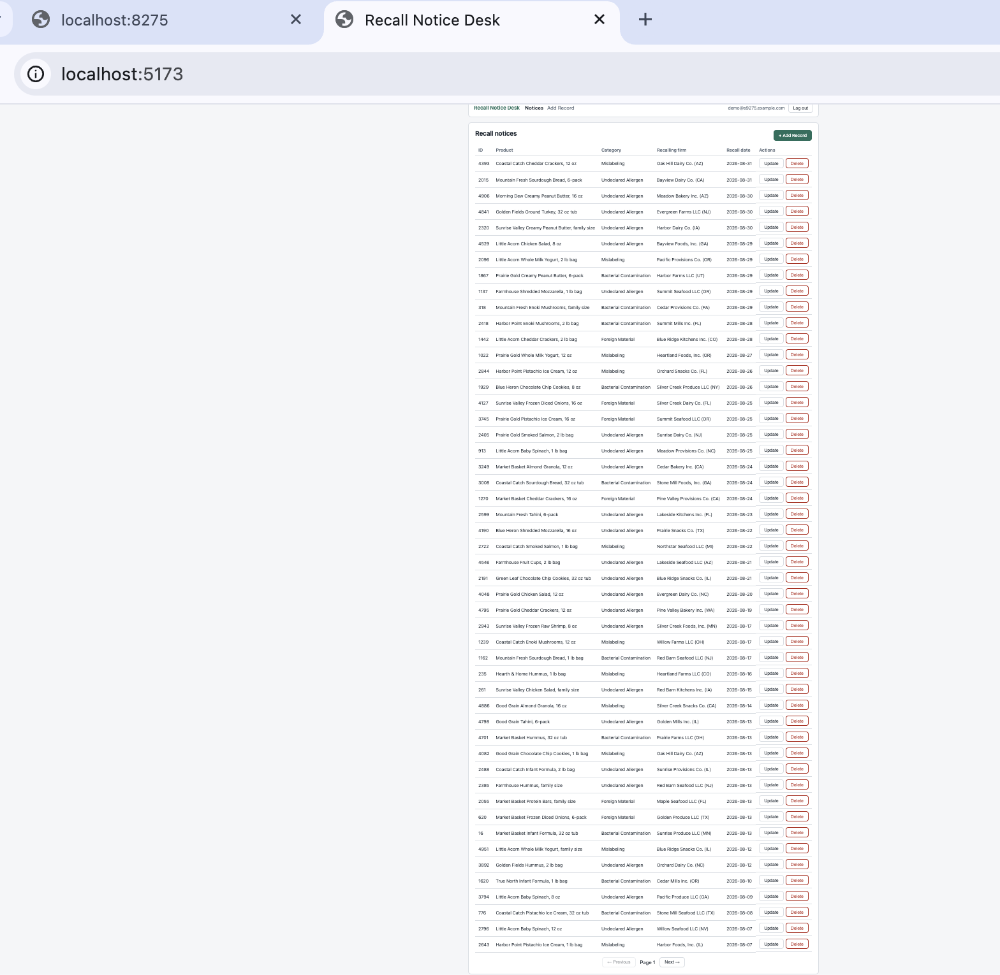 localhost:8275
Recall Notice Desk
localhost:5173
Recall Notice Desk Notices Add Record demo@s9275.example.com Log out
Recall notices + Add Record
ID Product Category Recalling firm Recall date Actions
4393 Coastal Catch Cheddar Crackers, 12 oz Mislabeling Oak Hill Dairy Co. (AZ) 2026-08-31 Update Delete
2015 Mountain Fresh Sourdough Bread, 6-pack Undeclared Allergen Bayview Dairy Co. (CA) 2026-08-31 Update Delete
4906 Morning Dew Creamy Peanut Butter, 16 oz Undeclared Allergen Meadow Bakery Inc. (AZ) 2026-08-30 Update Delete
4841 Golden Fields Ground Turkey, 32 oz tub Undeclared Allergen Evergreen Farms LLC (NJ) 2026-08-30 Update Delete
2320 Sunrise Valley Creamy Peanut Butter, family size Undeclared Allergen Harbor Dairy Co. (IA) 2026-08-30 Update Delete
4529 Little Acorn Chicken Salad, 8 oz Undeclared Allergen Bayview Foods, Inc. (GA) 2026-08-29 Update Delete
2096 Little Acorn Whole Milk Yogurt, 2 lb bag Mislabeling Pacific Provisions Co. (OR) 2026-08-29 Update Delete
1867 Prairie Gold Creamy Peanut Butter, 6-pack Bacterial Contamination Harbor Farms LLC (UT) 2026-08-29 Update Delete
1137 Farmhouse Shredded Mozzarella, 1 lb bag Undeclared Allergen Summit Seafood LLC (OR) 2026-08-29 Update Delete
318 Mountain Fresh Enoki Mushrooms, family size Bacterial Contamination Cedar Provisions Co. (PA) 2026-08-29 Update Delete
2418 Harbor Point Enoki Mushrooms, 2 lb bag Bacterial Contamination Summit Mills Inc. (FL) 2026-08-28 Update Delete
1442 Little Acorn Cheddar Crackers, 2 lb bag Foreign Material Blue Ridge Kitchens Inc. (CO) 2026-08-28 Update Delete
1022 Prairie Gold Whole Milk Yogurt, 12 oz Mislabeling Heartland Foods, Inc. (OR) 2026-08-27 Update Delete
2844 Harbor Point Pistachio Ice Cream, 12 oz Mislabeling Orchard Snacks Co. (FL) 2026-08-26 Update Delete
1929 Blue Heron Chocolate Chip Cookies, 8 oz Bacterial Contamination Silver Creek Produce LLC (NY) 2026-08-26 Update Delete
4127 Sunrise Valley Frozen Diced Onions, 16 oz Foreign Material Silver Creek Dairy Co. (FL) 2026-08-25 Update Delete
3745 Prairie Gold Pistachio Ice Cream, 16 oz Foreign Material Summit Seafood LLC (OR) 2026-08-25 Update Delete
2405 Prairie Gold Smoked Salmon, 2 lb bag Undeclared Allergen Sunrise Dairy Co. (NJ) 2026-08-25 Update Delete
913 Little Acorn Baby Spinach, 1 lb bag Undeclared Allergen Meadow Provisions Co. (NC) 2026-08-25 Update Delete
3249 Market Basket Almond Granola, 12 oz Undeclared Allergen Cedar Bakery Inc. (CA) 2026-08-24 Update Delete
3008 Coastal Catch Sourdough Bread, 32 oz tub Bacterial Contamination Stone Mill Foods, Inc. (GA) 2026-08-24 Update Delete
1270 Market Basket Cheddar Crackers, 16 oz Foreign Material Pine Valley Provisions Co. (CA) 2026-08-24 Update Delete
2599 Mountain Fresh Tahini, 6-pack Undeclared Allergen Lakeside Kitchens Inc. (FL) 2026-08-23 Update Delete
4190 Blue Heron Shredded Mozzarella, 16 oz Undeclared Allergen Prairie Snacks Co. (TX) 2026-08-22 Update Delete
2722 Coastal Catch Smoked Salmon, 1 lb bag Mislabeling Northstar Seafood LLC (MI) 2026-08-22 Update Delete
4546 Farmhouse Fruit Cups, 2 lb bag Undeclared Allergen Lakeside Seafood LLC (AZ) 2026-08-21 Update Delete
2191 Green Leaf Chocolate Chip Cookies, 32 oz tub Undeclared Allergen Blue Ridge Snacks Co. (IL) 2026-08-21 Update Delete
4048 Prairie Gold Chicken Salad, 12 oz Undeclared Allergen Evergreen Dairy Co. (NC) 2026-08-20 Update Delete
4795 Prairie Gold Cheddar Crackers, 12 oz Undeclared Allergen Pine Valley Bakery Inc. (WA) 2026-08-19 Update Delete
2943 Sunrise Valley Frozen Raw Shrimp, 8 oz Undeclared Allergen Silver Creek Foods, Inc. (MN) 2026-08-17 Update Delete
1239 Coastal Catch Enoki Mushrooms, 12 oz Mislabeling Willow Farms LLC (OH) 2026-08-17 Update Delete
1162 Mountain Fresh Sourdough Bread, 1 lb bag Bacterial Contamination Red Barn Seafood LLC (NJ) 2026-08-17 Update Delete
235 Hearth & Home Hummus, 1 lb bag Mislabeling Heartland Farms LLC (CO) 2026-08-16 Update Delete
261 Sunrise Valley Chicken Salad, family size Undeclared Allergen Red Barn Kitchens Inc. (IA) 2026-08-15 Update Delete
4886 Good Grain Almond Granola, 16 oz Mislabeling Silver Creek Snacks Co. (CA) 2026-08-14 Update Delete
4798 Good Grain Tahini, 6-pack Undeclared Allergen Golden Mills Inc. (IL) 2026-08-13 Update Delete
4701 Market Basket Hummus, 32 oz tub Bacterial Contamination Prairie Farms LLC (OH) 2026-08-13 Update Delete
4082 Good Grain Chocolate Chip Cookies, 1 lb bag Mislabeling Oak Hill Dairy Co. (AZ) 2026-08-13 Update Delete
2488 Coastal Catch Infant Formula, 2 lb bag Undeclared Allergen Sunrise Provisions Co. (IL) 2026-08-13 Update Delete
2385 Farmhouse Hummus, family size Undeclared Allergen Red Barn Seafood LLC (NJ) 2026-08-13 Update Delete
2055 Market Basket Protein Bars, family size Foreign Material Maple Seafood LLC (FL) 2026-08-13 Update Delete
620 Market Basket Frozen Diced Onions, 6-pack Foreign Material Golden Produce LLC (TX) 2026-08-13 Update Delete
16 Market Basket Infant Formula, 32 oz tub Bacterial Contamination Sunrise Produce LLC (MN) 2026-08-13 Update Delete
4951 Little Acorn Whole Milk Yogurt, family size Mislabeling Blue Ridge Snacks Co. (IL) 2026-08-12 Update Delete
3892 Golden Fields Hummus, 2 lb bag Undeclared Allergen Orchard Dairy Co. (NC) 2026-08-12 Update Delete
1620 True North Infant Formula, 1 lb bag Bacterial Contamination Cedar Mills Inc. (OR) 2026-08-10 Update Delete
3794 Little Acorn Baby Spinach, 8 oz Undeclared Allergen Pacific Produce LLC (GA) 2026-08-09 Update Delete
776 Coastal Catch Pistachio Ice Cream, 32 oz tub Bacterial Contamination Stone Mill Seafood LLC (TX) 2026-08-08 Update Delete
2796 Little Acorn Baby Spinach, 12 oz Undeclared Allergen Willow Seafood LLC (NV) 2026-08-07 Update Delete
2643 Harbor Point Pistachio Ice Cream, 1 lb bag Mislabeling Harbor Foods, Inc. (IL) 2026-08-07 Update Delete
← Previous Page 1 Next →